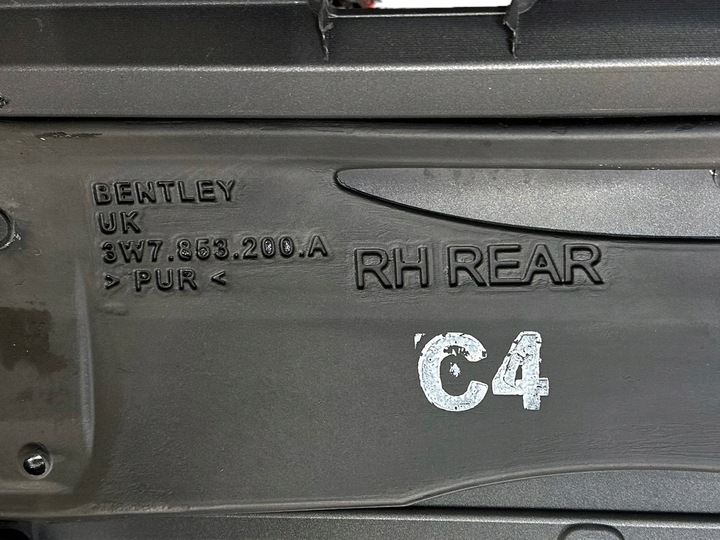 BENTLEY
UK
3W7.853.200.A
> PUR <
RH REAR
C4